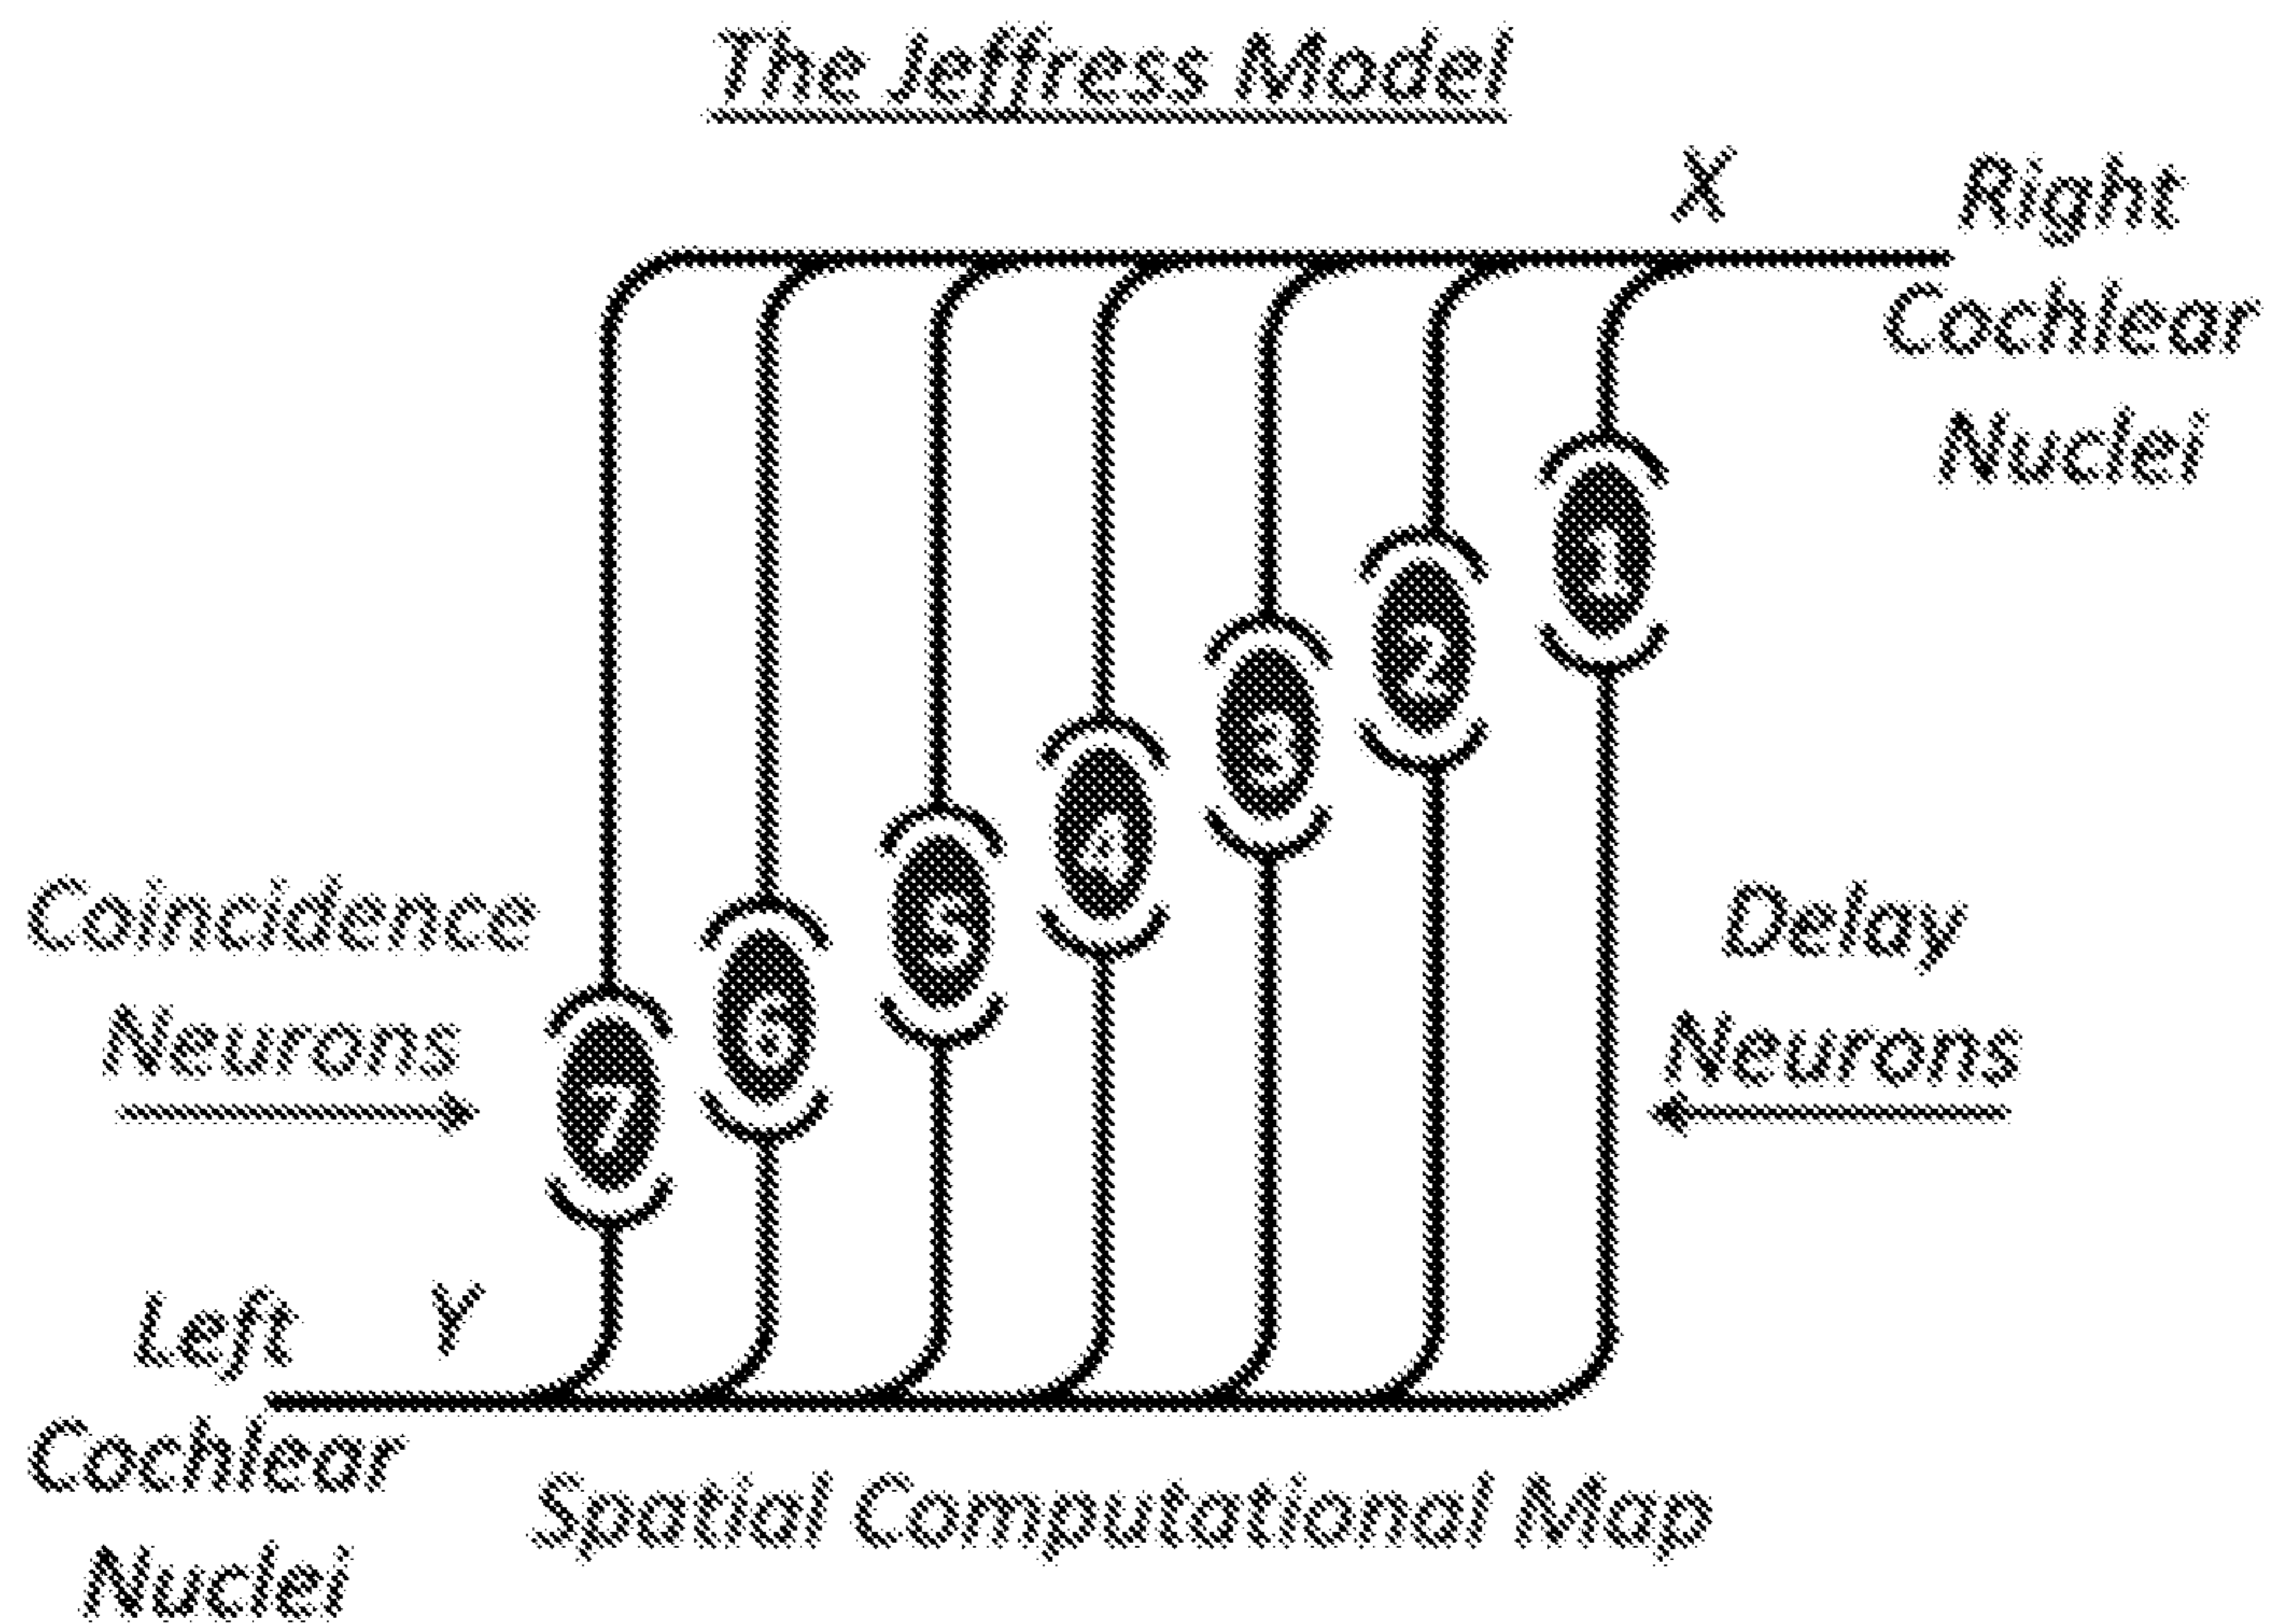 The Jeffress Model
X
Right
Cochlear
Nuclei
1
2
3
4
5
6
7
Coincidence
Neurons
Delay
Neurons
Left
Y
Cochlear
Nuclei
Spatial Computational Map